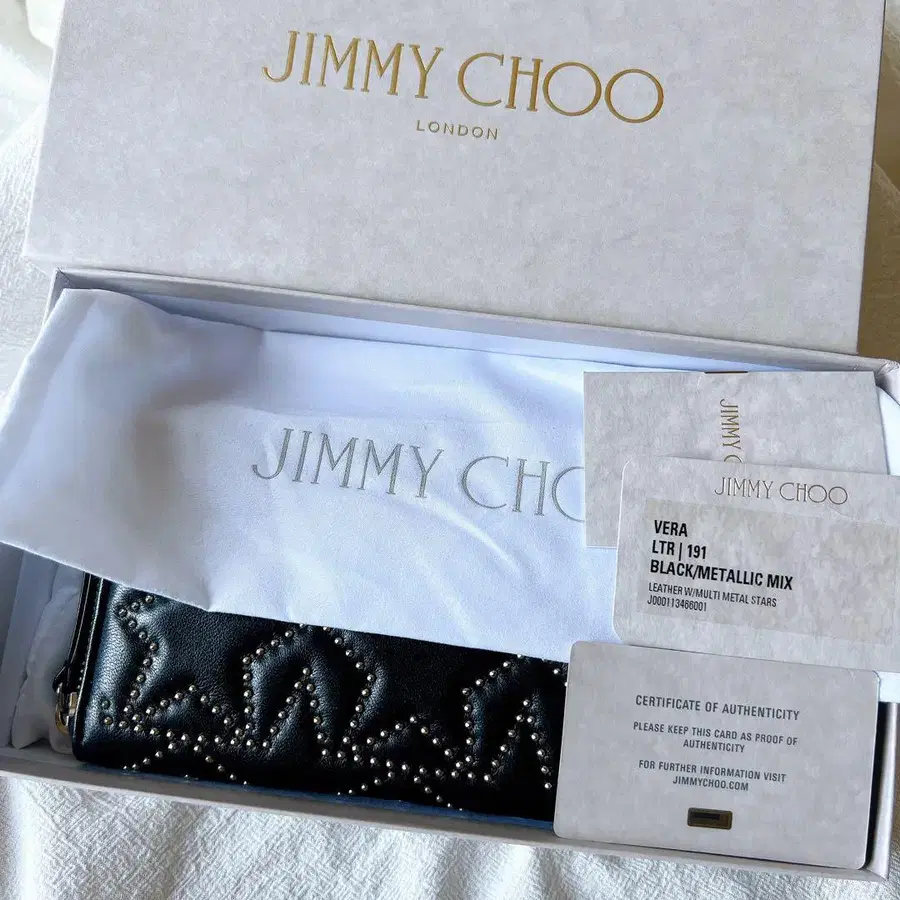 JIMMY CHOO
LONDON
JIMMY CHO
JIMMY C
JIMMY CHOO
VERA
LTR | 191
BLACK/METALLIC MIX
LEATHER W/MULTI METAL STARS
J000113468001
CERTIFICATE OF AUTHENTICITY
PLEASE KEEP THIS CARD AS PROOF OF
AUTHENTICITY
FOR FURTHER INFORMATION VISIT
JIMMYCHOO.COM